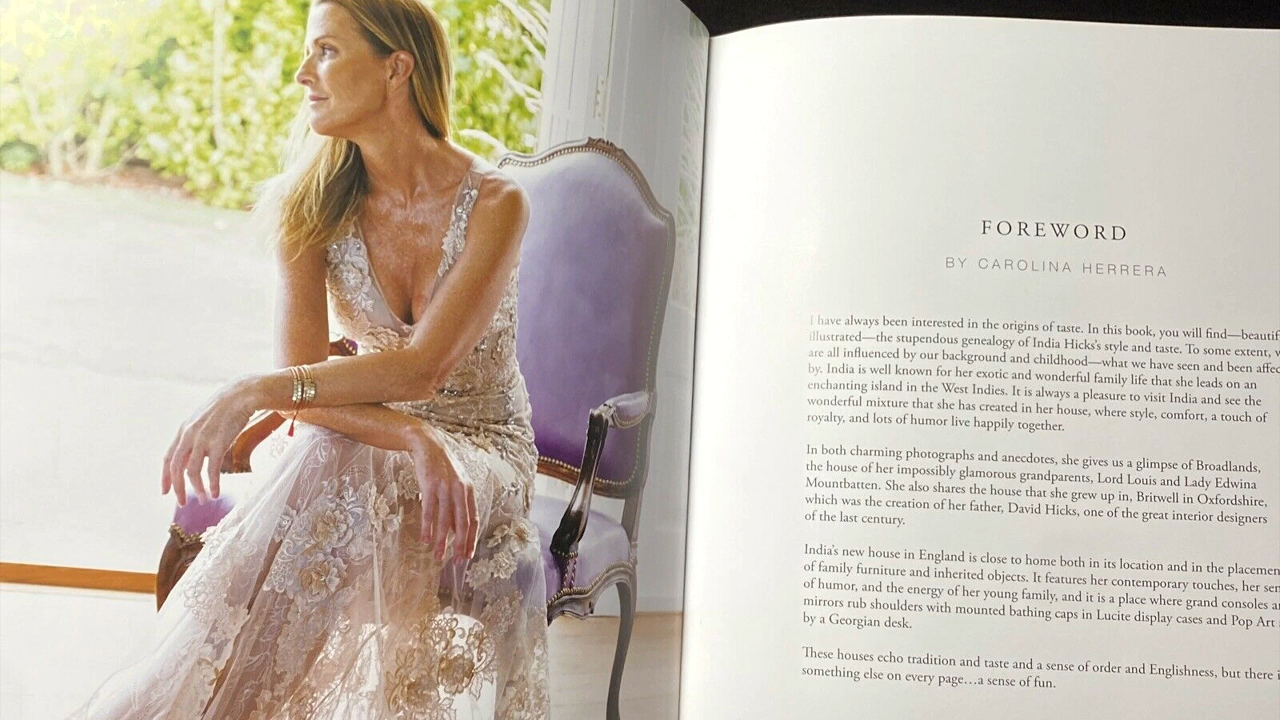 FOREWORD
BY CAROLINA HERRERA
I have always been interested in the origins of taste. In this book, you will find—beautif
illustrated—the stupendous genealogy of India Hicks's style and taste. To some extent, w
are all influenced by our background and childhood—what we have seen and been affec
by. India is well known for her exotic and wonderful family life that she leads on an
enchanting island in the West Indies. It is always a pleasure to visit India and see the
wonderful mixture that she has created in her house, where style, comfort, a touch of
royalty, and lots of humor live happily together.
In both charming photographs and anecdotes, she gives us a glimpse of Broadlands,
the house of her impossibly glamorous grandparents, Lord Louis and Lady Edwina
Mountbatten. She also shares the house that she grew up in, Britwell in Oxfordshire,
which was the creation of her father, David Hicks, one of the great interior designers
of the last century.
India's new house in England is close to home both in its location and in the placemen
of family furniture and inherited objects. It features her contemporary touches, her sen
of humor, and the energy of her young family, and it is a place where grand consoles a
mirrors rub shoulders with mounted bathing caps in Lucite display cases and Pop Art
by a Georgian desk.
These houses echo tradition and taste and a sense of order and Englishness, but there i
something else on every page…a sense of fun.